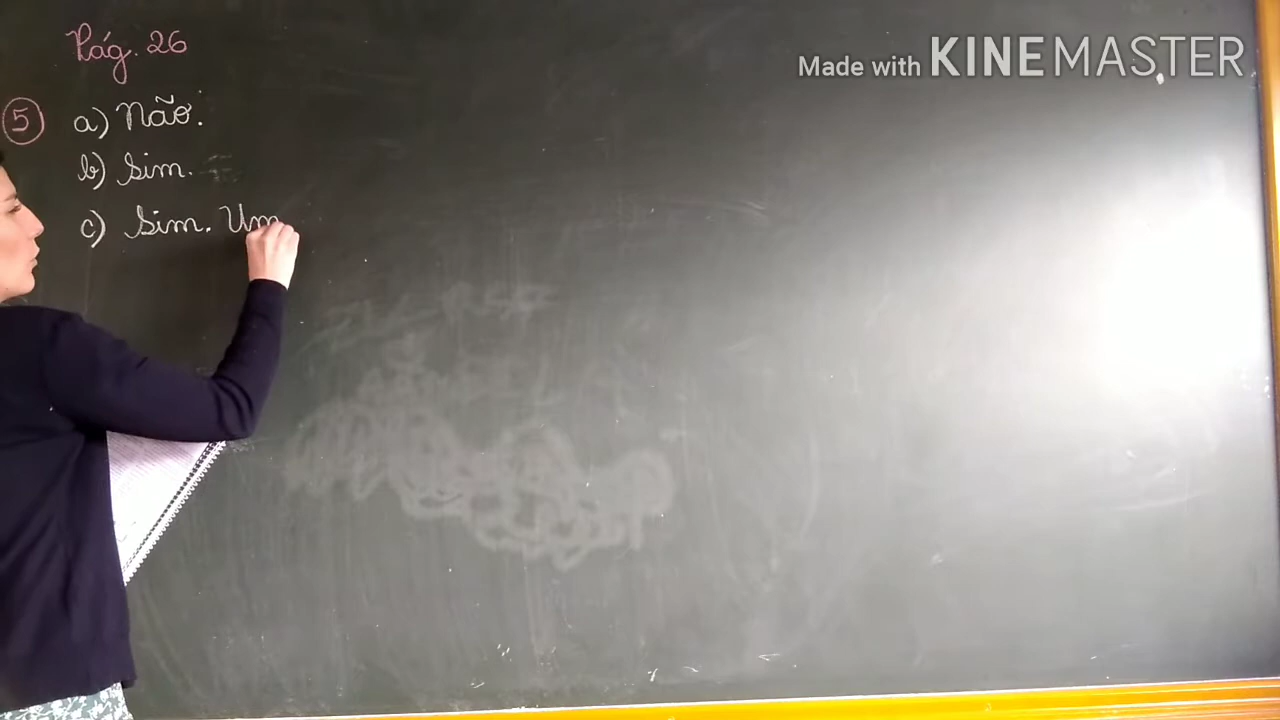 Pág. 26
Made with KINEMASTER
5 a) Não.
b) Sim.
c) Sim. Um